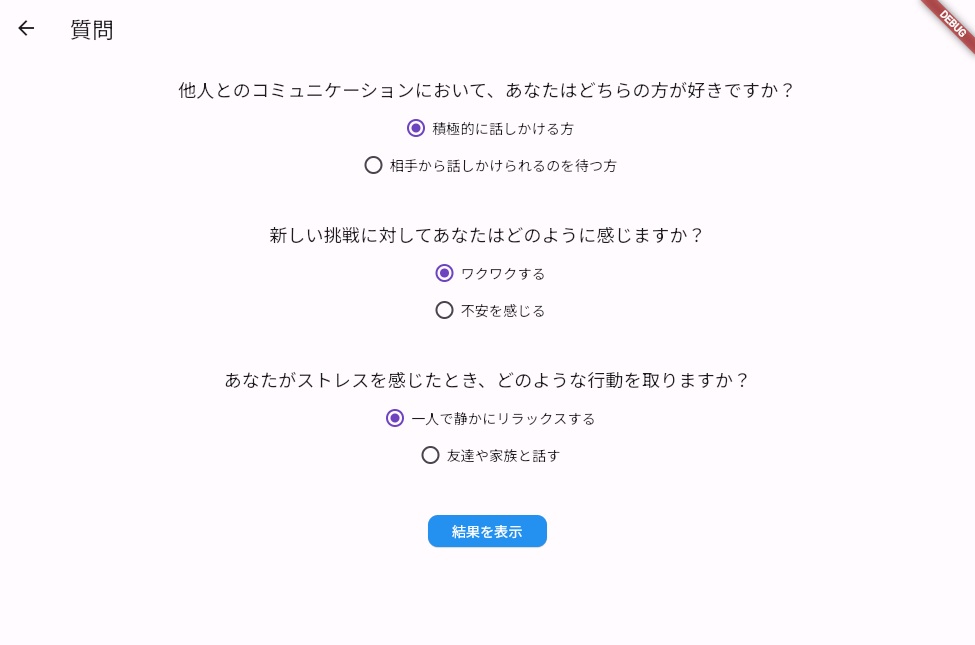 質問
DEBUG
他人とのコミュニケーションにおいて、あなたはどちらの方が好きですか？
積極的に話しかける方
相手から話しかけられるのを待つ方
新しい挑戦に対してあなたはどのように感じますか？
ワクワクする
不安を感じる
あなたがストレスを感じたとき、どのような行動を取りますか？
一人で静かにリラックスする
友達や家族と話す
結果を表示